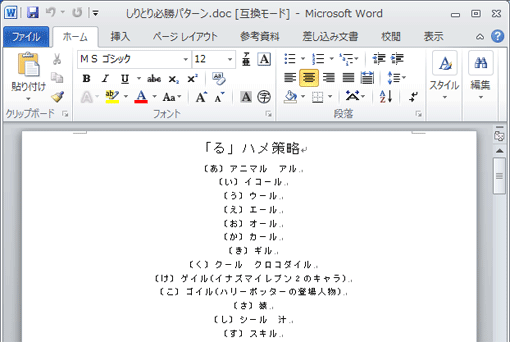 しりとり必勝パターン.doc [互換モード] - Microsoft Word
ファイル ホーム 挿入 ページ レイアウト 参考資料 差し込み文書 校閲 表示
ＭＳ ゴシック 12
貼り付け スタイル 編集
クリップボード フォント 段落
「る」ハメ策略
(あ) アニマル アル
(い) イコール
(う) ウール
(え) エール
(お) オール
(か) カール
(き) ギル
(く) クール クロコダイル
(け) ゲイル(イナズマイレブン２のキャラ)
(こ) ゴイル(ハリーポッターの登場人物)
(さ) 猿
(し) シール 汁
(す) スキル